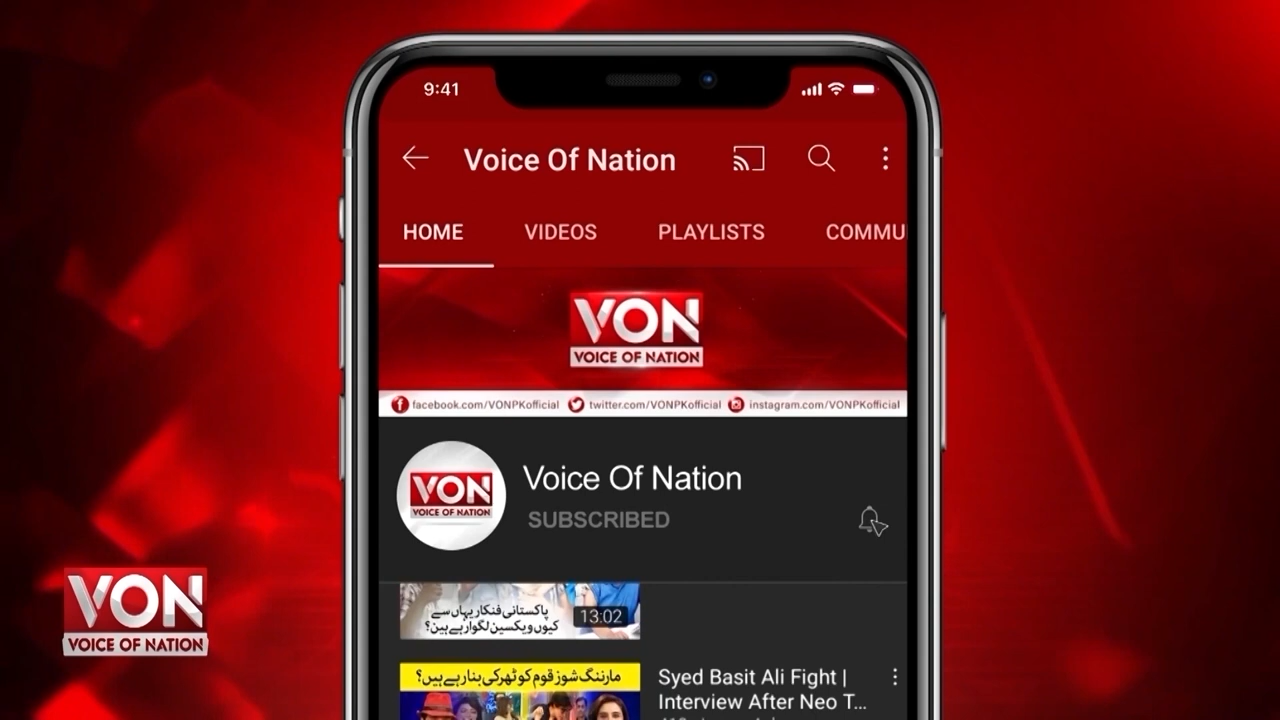 9:41
Voice Of Nation
HOME VIDEOS PLAYLISTS COMMU
VON
VOICE OF NATION
facebook.com/VONPKofficial twitter.com/VONPKofficial instagram.com/VONPKofficial
VON
VOICE OF NATION
Voice Of Nation
SUBSCRIBED
پاکستانی فنکار یہاں سے
کیوں ویکسین لگوا رہے ہیں؟
13:02
مارننگ شوز قوم کو ٹھرکی بنا رہے ہیں؟
Syed Basit Ali Fight |
Interview After Neo T...
VON
VOICE OF NATION